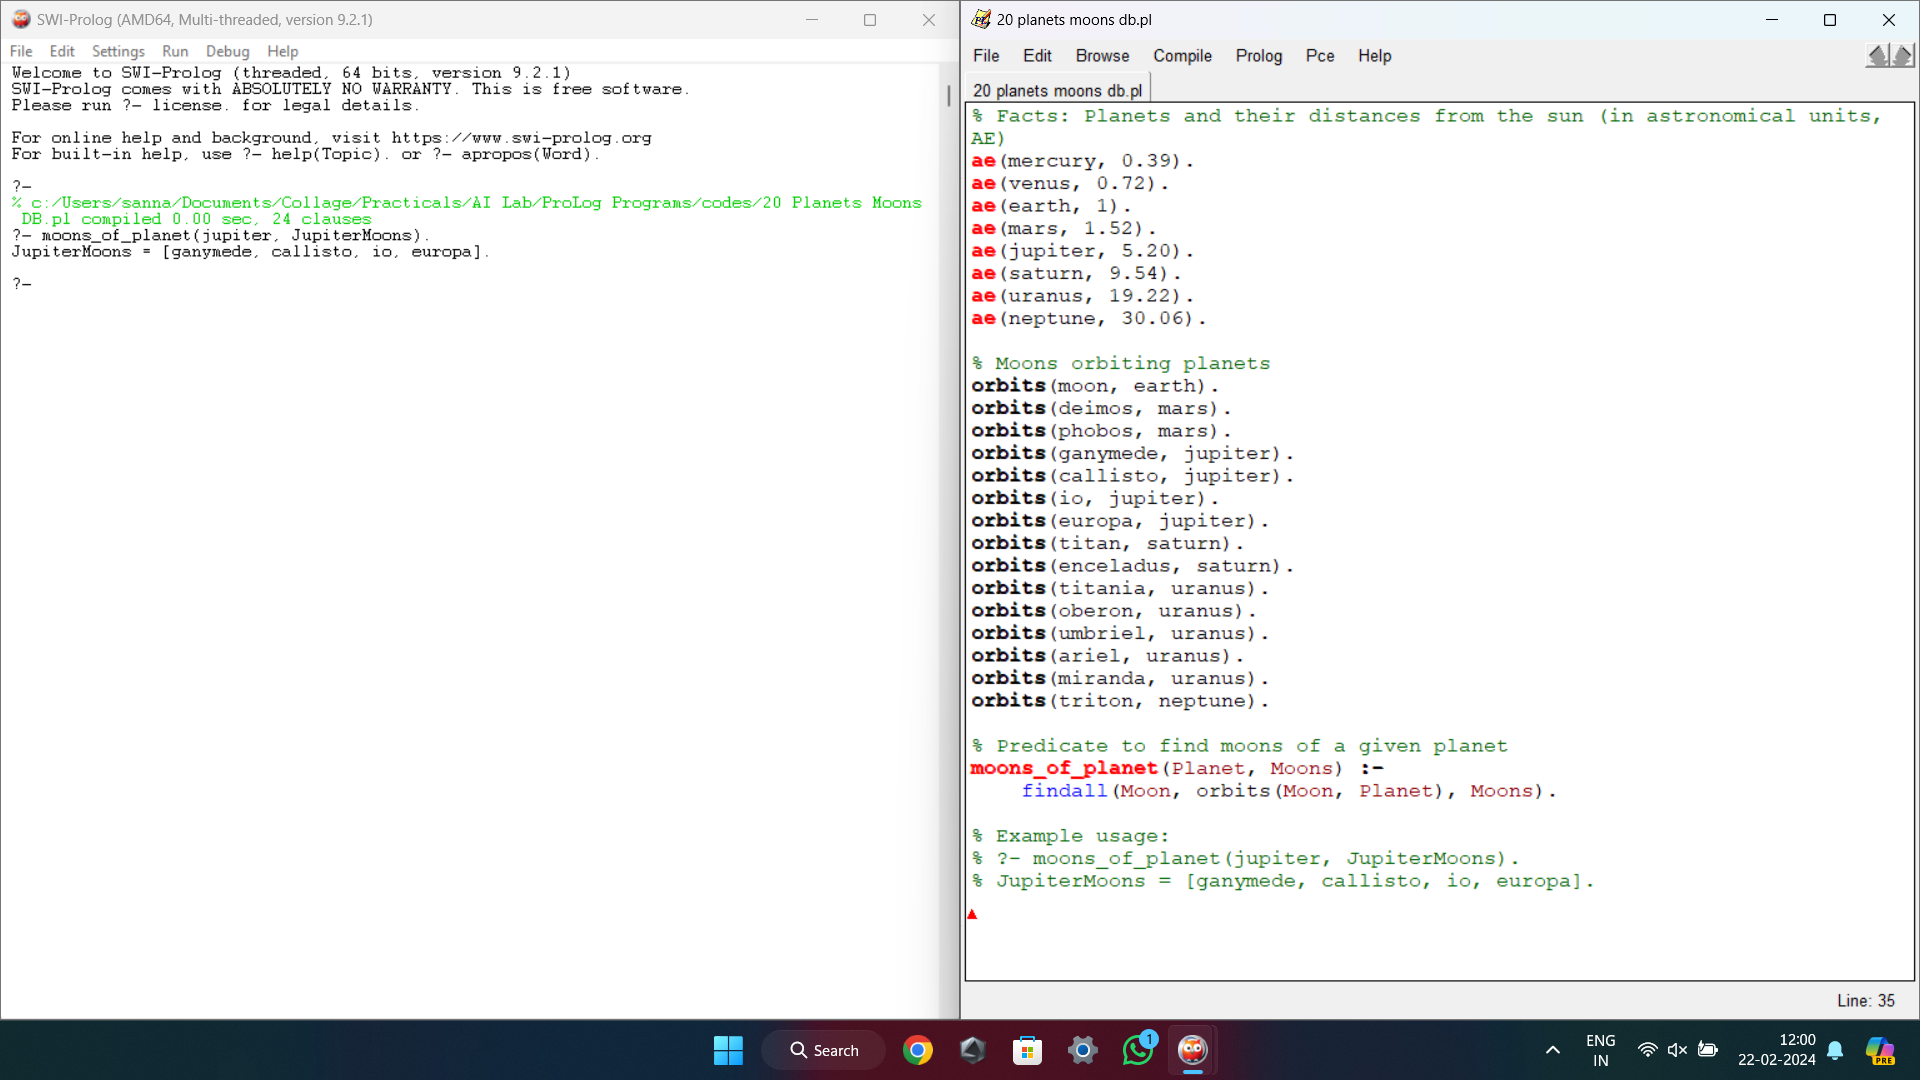 SWI-Prolog (AMD64, Multi-threaded, version 9.2.1)
File Edit Settings Run Debug Help
Welcome to SWI-Prolog (threaded, 64 bits, version 9.2.1)
SWI-Prolog comes with ABSOLUTELY NO WARRANTY. This is free software.
Please run ?- license. for legal details.
For online help and background, visit https://www.swi-prolog.org
For built-in help, use ?- help(Topic). or ?- apropos(Word).
?-
% c:/Users/sanna/Documents/Collage/Practicals/AI Lab/ProLog Programs/codes/20 Planets Moons
DB.pl compiled 0.00 sec, 24 clauses
?- moons_of_planet(jupiter, JupiterMoons).
JupiterMoons = [ganymede, callisto, io, europa].
?-
20 planets moons db.pl
File Edit Browse Compile Prolog Pce Help
20 planets moons db.pl
% Facts: Planets and their distances from the sun (in astronomical units,
AE)
ae(mercury, 0.39).
ae(venus, 0.72).
ae(earth, 1).
ae(mars, 1.52).
ae(jupiter, 5.20).
ae(saturn, 9.54).
ae(uranus, 19.22).
ae(neptune, 30.06).
% Moons orbiting planets
orbits(moon, earth).
orbits(deimos, mars).
orbits(phobos, mars).
orbits(ganymede, jupiter).
orbits(callisto, jupiter).
orbits(io, jupiter).
orbits(europa, jupiter).
orbits(titan, saturn).
orbits(enceladus, saturn).
orbits(titania, uranus).
orbits(oberon, uranus).
orbits(umbriel, uranus).
orbits(ariel, uranus).
orbits(miranda, uranus).
orbits(triton, neptune).
% Predicate to find moons of a given planet
moons_of_planet(Planet, Moons) :-
findall(Moon, orbits(Moon, Planet), Moons).
% Example usage:
% ?- moons_of_planet(jupiter, JupiterMoons).
% JupiterMoons = [ganymede, callisto, io, europa].
Line: 35
Search
1
ENG
IN
12:00
22-02-2024
PRE